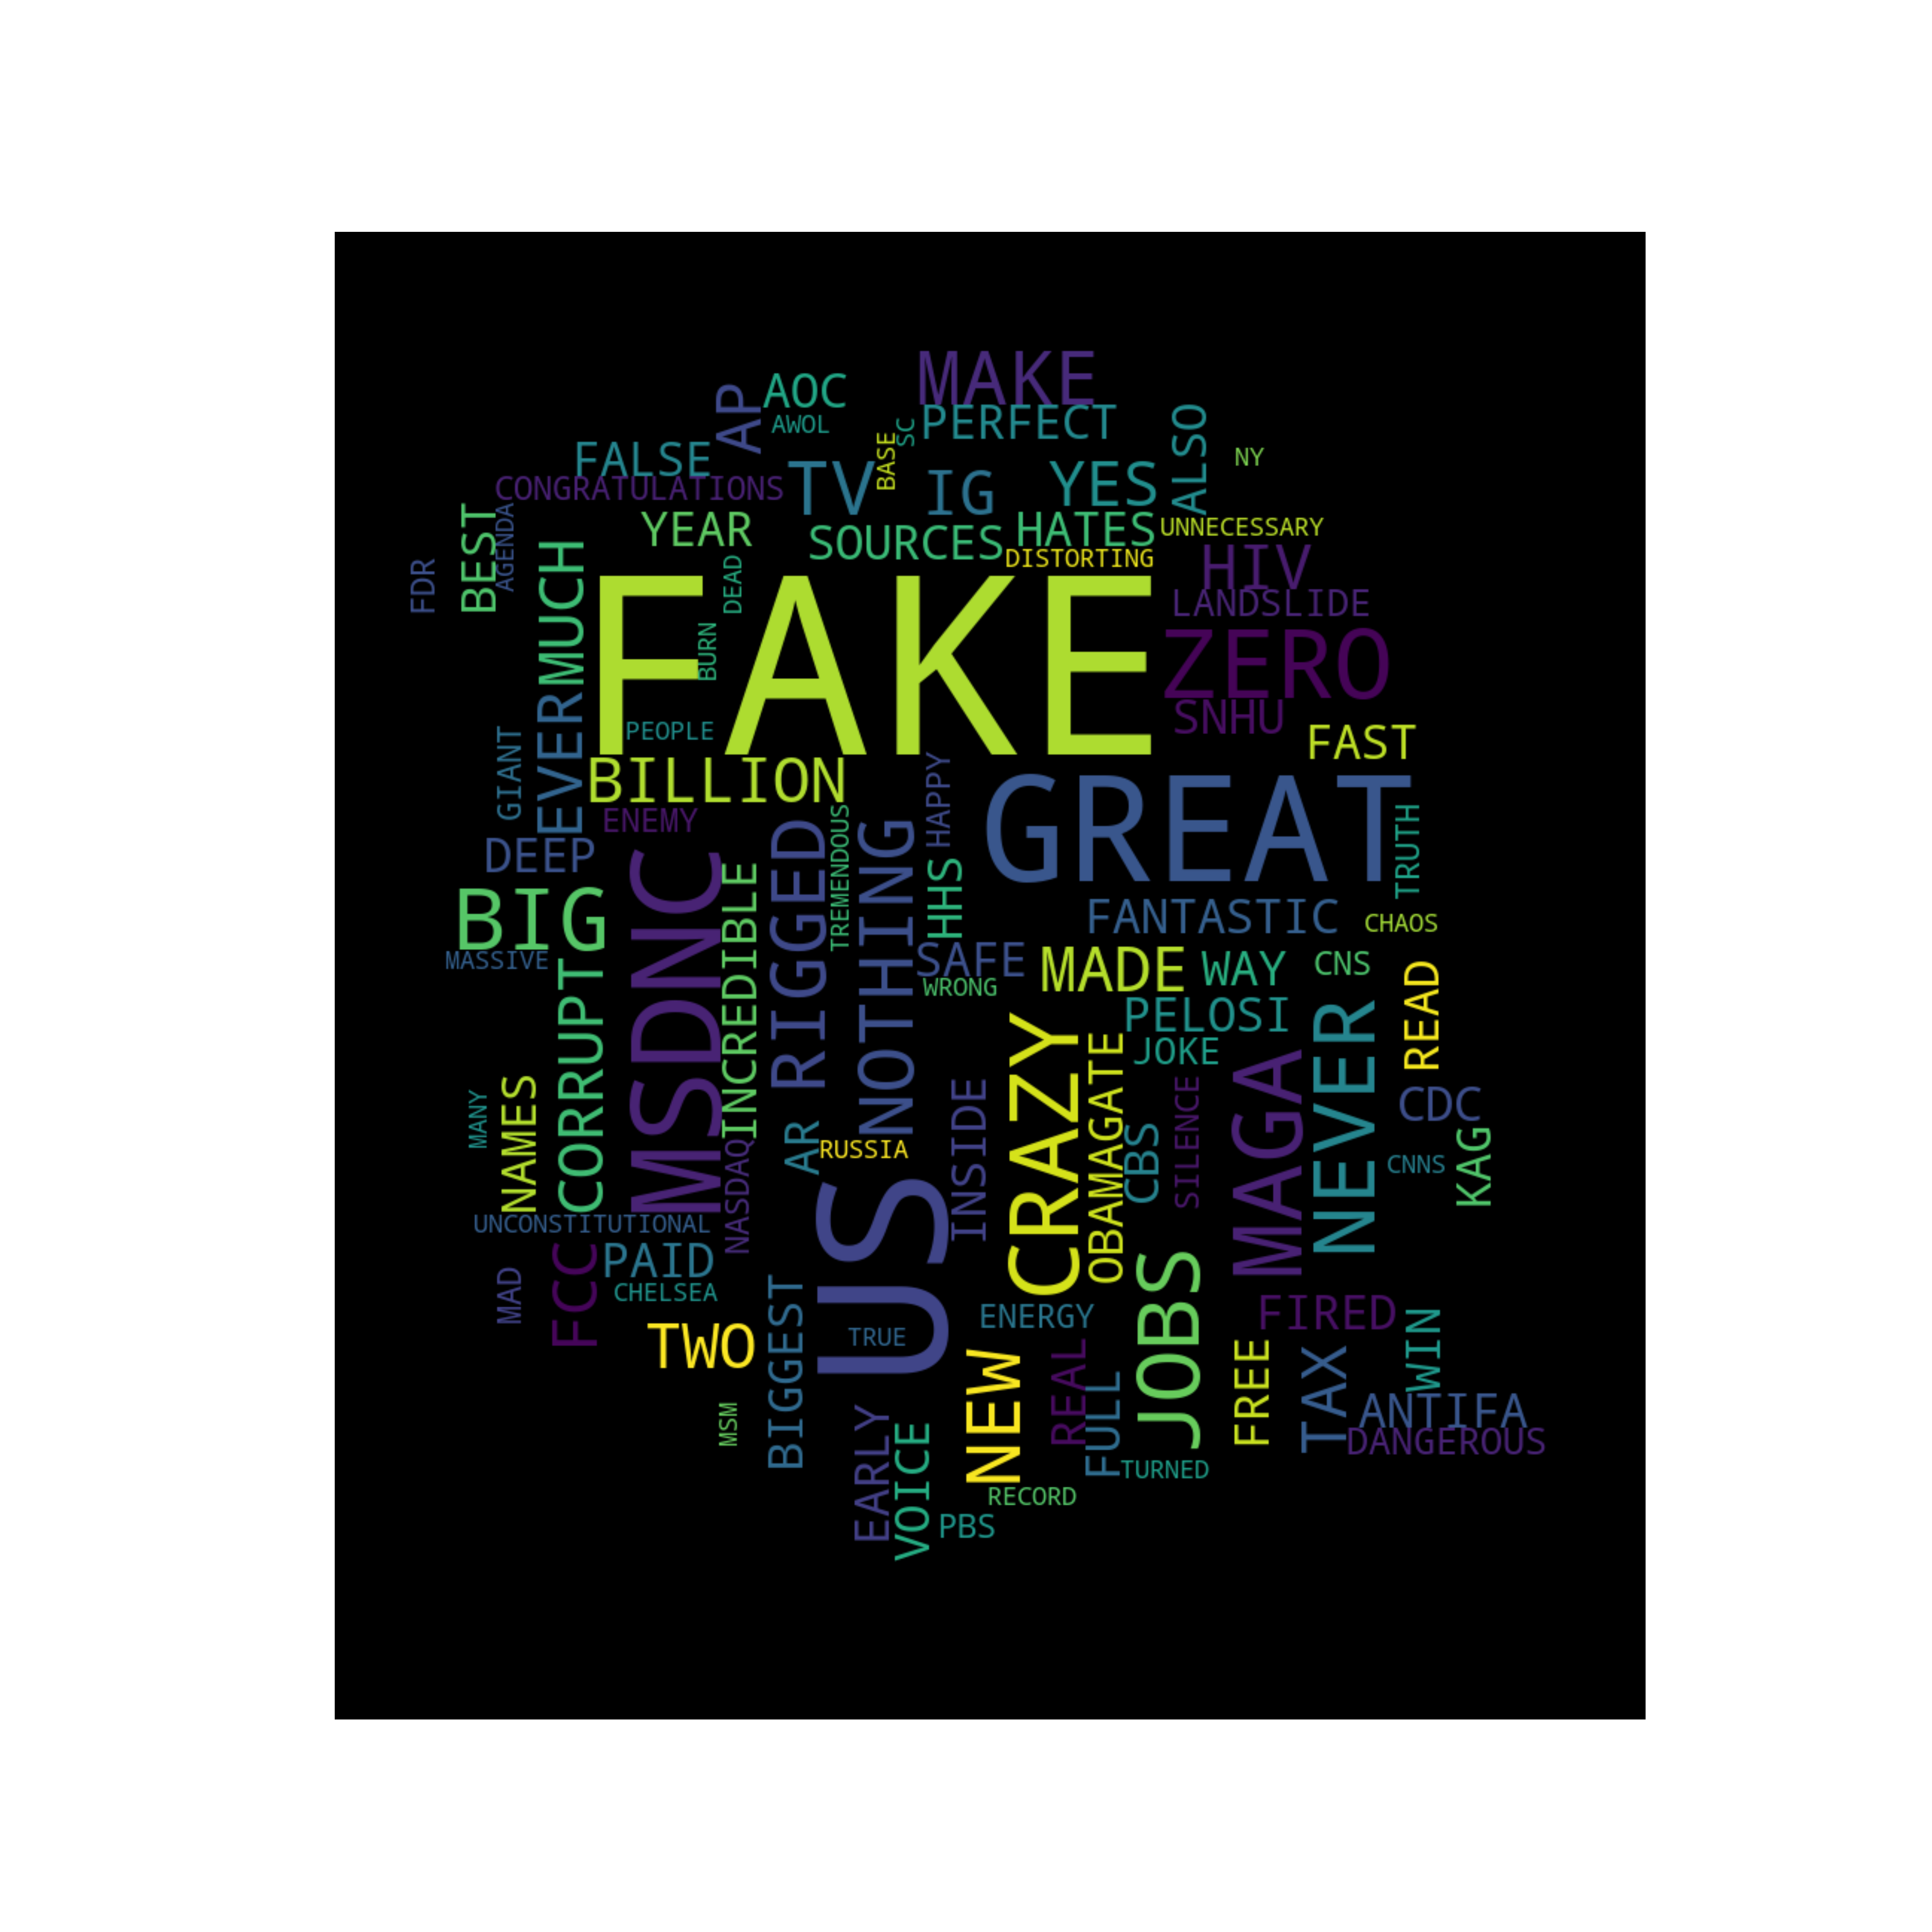 MAKE
AOC
AP
AWOL
PERFECT
SC
BASE
ALSO
FALSE
NY
CONGRATULATIONS
TV
IG
YES
BEST
AGENDA
YEAR
SOURCES
HATES
UNNECESSARY
DISTORTING
HIV
FDR
MUCH
DEAD
FAKE
LANDSLIDE
BURN
ZERO
EVER
SNHU
PEOPLE
FAST
GIANT
BILLION
HAPPY
GREAT
ENEMY
TREMENDOUS
TRUTH
DEEP
RIGGED
NOTHING
MSDNC
INCREDIBLE
HHS
BIG
FANTASTIC
CHAOS
MASSIVE
SAFE
MADE
WAY
CNS
WRONG
READ
CORRUPT
PELOSI
NEVER
CRAZY
JOKE
OBAMAGATE
MAGA
NAMES
MANY
INSIDE
SILENCE
CDC
AR
RUSSIA
CBS
KAG
CNNS
NASDAQ
UNCONSTITUTIONAL
US
FCC
PAID
JOBS
MAD
CHELSEA
BIGGEST
ENERGY
FIRED
WIN
TWO
TRUE
NEW
REAL
FREE
TAX
FULL
ANTIFA
MSM
EARLY
DANGEROUS
VOICE
TURNED
RECORD
PBS